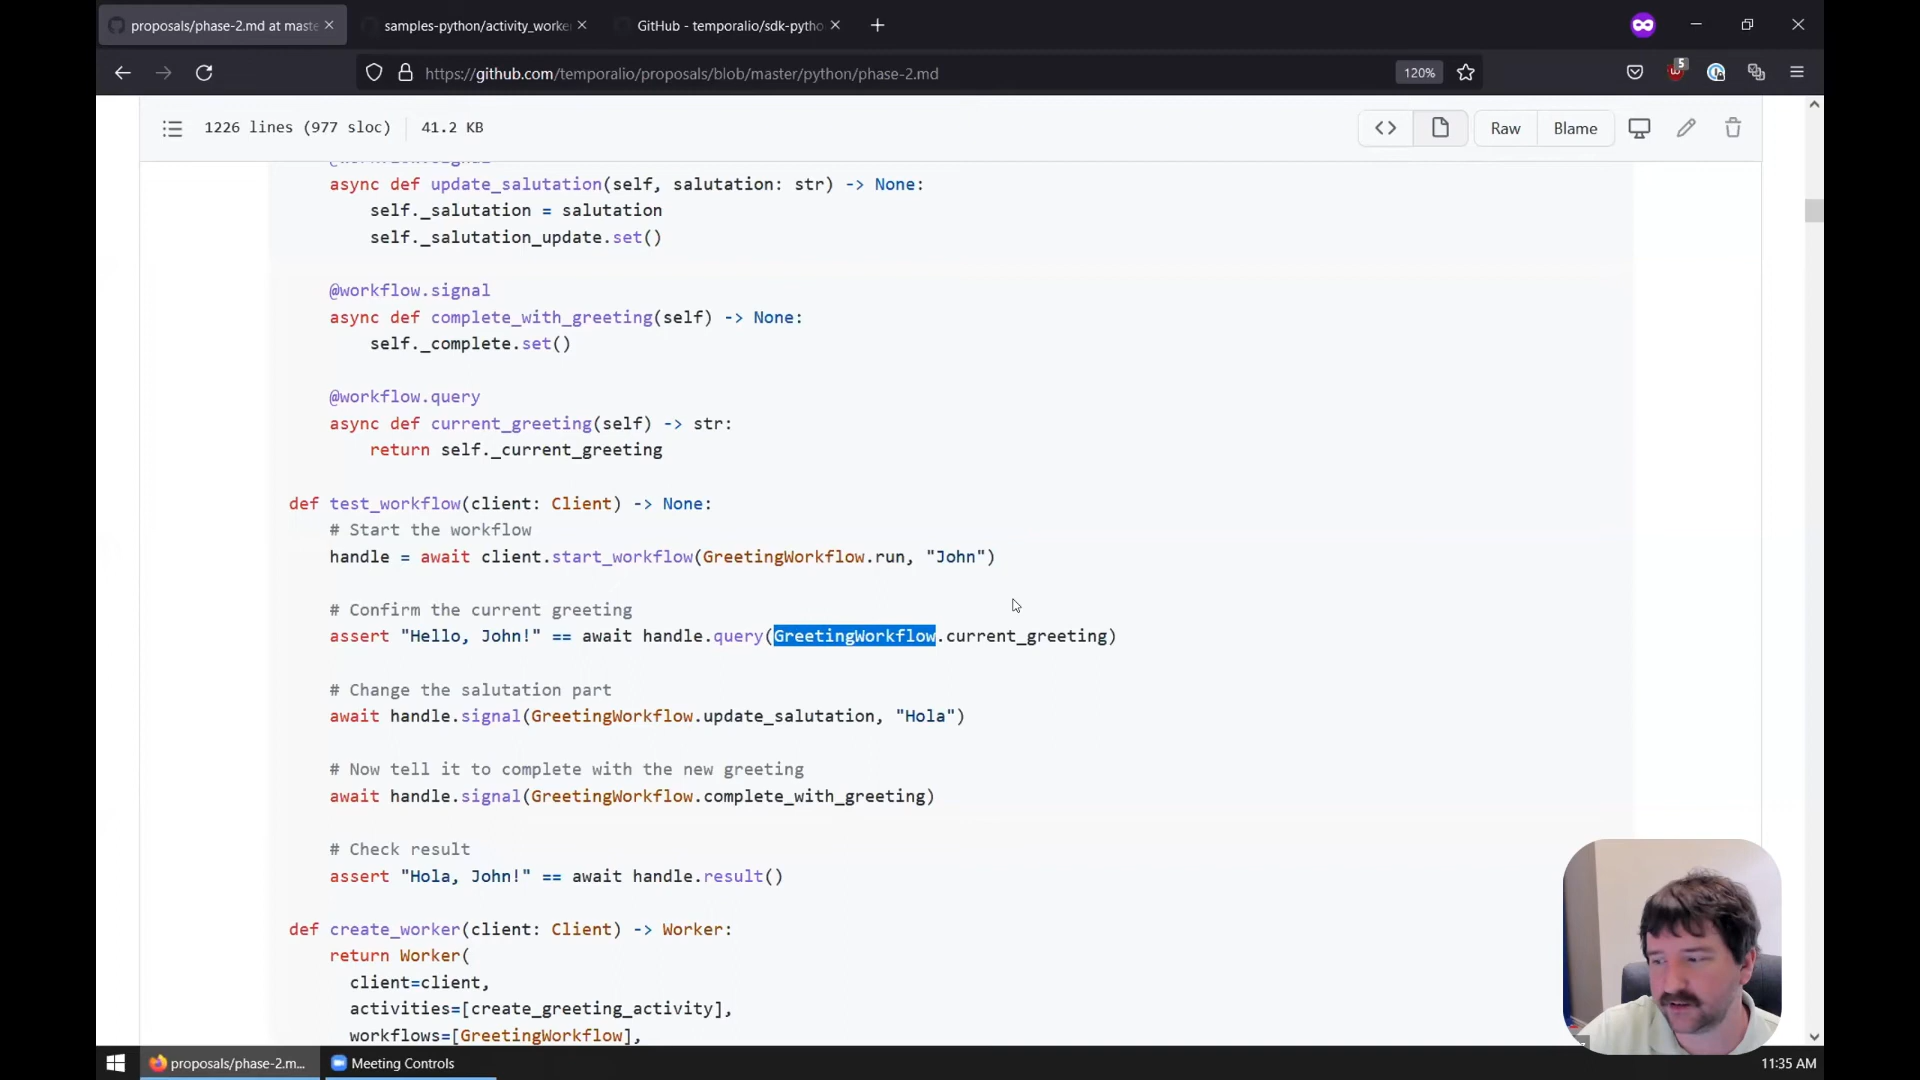 proposals/phase-2.md at maste
samples-python/activity_worke
GitHub - temporalio/sdk-pytho
https://github.com/temporalio/proposals/blob/master/python/phase-2.md
120%
5
1226 lines (977 sloc)
41.2 KB
Raw
Blame
async def update_salutation(self, salutation: str) -> None:
self._salutation = salutation
self._salutation_update.set()
@workflow.signal
async def complete_with_greeting(self) -> None:
self._complete.set()
@workflow.query
async def current_greeting(self) -> str:
return self._current_greeting
def test_workflow(client: Client) -> None:
# Start the workflow
handle = await client.start_workflow(GreetingWorkflow.run, "John")
# Confirm the current greeting
assert "Hello, John!" == await handle.query(GreetingWorkflow.current_greeting)
# Change the salutation part
await handle.signal(GreetingWorkflow.update_salutation, "Hola")
# Now tell it to complete with the new greeting
await handle.signal(GreetingWorkflow.complete_with_greeting)
# Check result
assert "Hola, John!" == await handle.result()
def create_worker(client: Client) -> Worker:
return Worker(
client=client,
activities=[create_greeting_activity],
workflows=[GreetingWorkflow],
proposals/phase-2.m...
Meeting Controls
11:35 AM